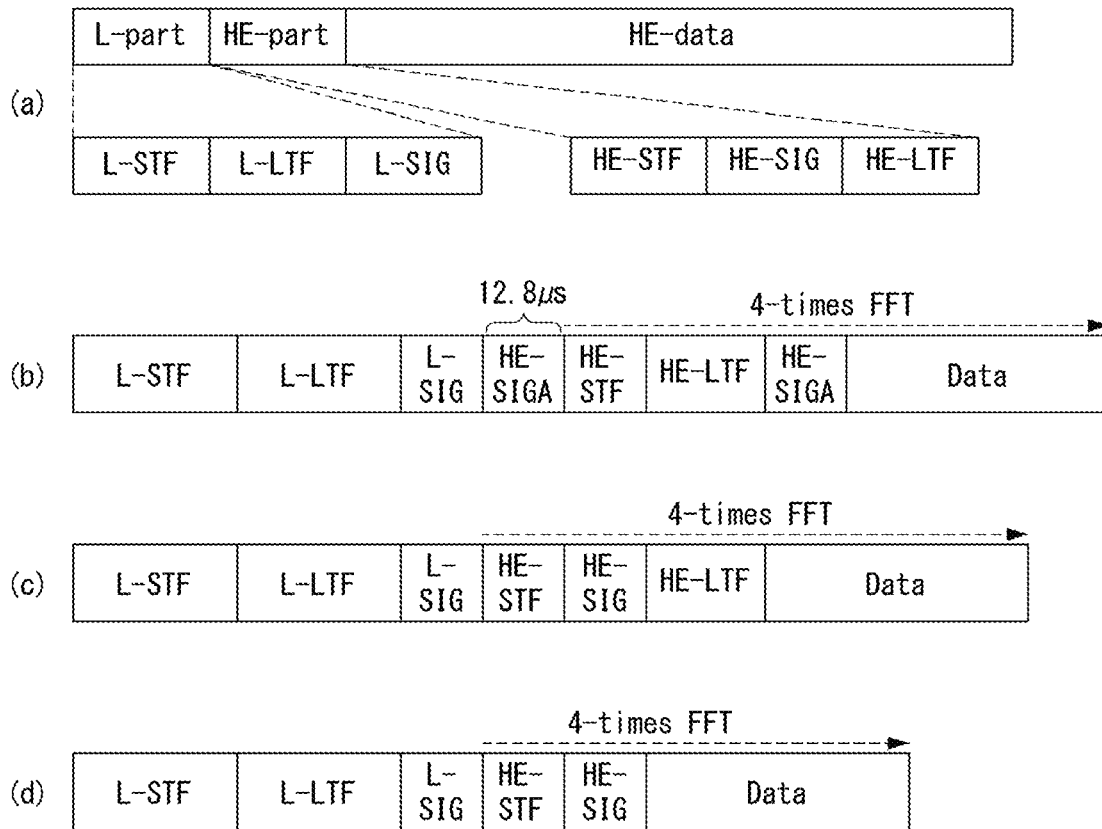 (a)
L-part HE-part HE-data
L-STF L-LTF L-SIG HE-STF HE-SIG HE-LTF
12.8μs
4-times FFT
(b)
L-STF L-LTF L-SIG HE-SIGA HE-STF HE-LTF HE-SIGA Data
4-times FFT
(c)
L-STF L-LTF L-SIG HE-STF HE-SIG HE-LTF Data
4-times FFT
(d)
L-STF L-LTF L-SIG HE-STF HE-SIG Data